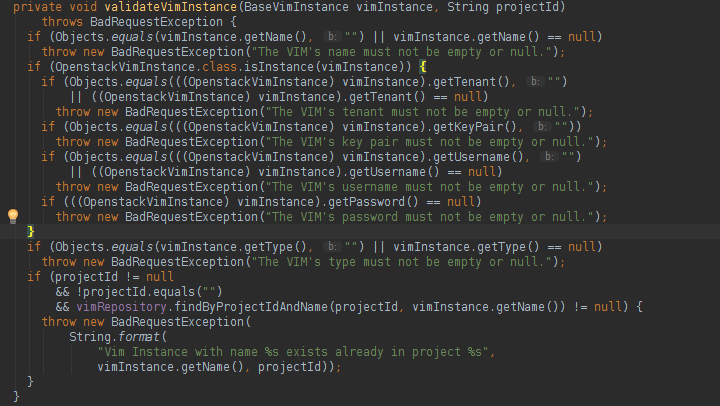 private void validateVimInstance(BaseVimInstance vimInstance, String projectId)
throws BadRequestException {
if (Objects.equals(vimInstance.getName(), b: "") || vimInstance.getName() == null)
throw new BadRequestException("The VIM's name must not be empty or null.");
if (OpenstackVimInstance.class.isInstance(vimInstance)) {
if (Objects.equals(((OpenstackVimInstance) vimInstance).getTenant(), b: "")
|| ((OpenstackVimInstance) vimInstance).getTenant() == null)
throw new BadRequestException("The VIM's tenant must not be empty or null.");
if (Objects.equals(((OpenstackVimInstance) vimInstance).getKeyPair(), b: ""))
throw new BadRequestException("The VIM's key pair must not be empty or null.");
if (Objects.equals(((OpenstackVimInstance) vimInstance).getUsername(), b: "")
|| ((OpenstackVimInstance) vimInstance).getUsername() == null)
throw new BadRequestException("The VIM's username must not be empty or null.");
if (((OpenstackVimInstance) vimInstance).getPassword() == null)
throw new BadRequestException("The VIM's password must not be empty or null.");
}
if (Objects.equals(vimInstance.getType(), b: "") || vimInstance.getType() == null)
throw new BadRequestException("The VIM's type must not be empty or null.");
if (projectId != null
&& !projectId.equals("")
&& vimRepository.findByProjectIdAndName(projectId, vimInstance.getName()) != null) {
throw new BadRequestException(
String.format(
"Vim Instance with name %s exists already in project %s",
vimInstance.getName(), projectId));
}
}